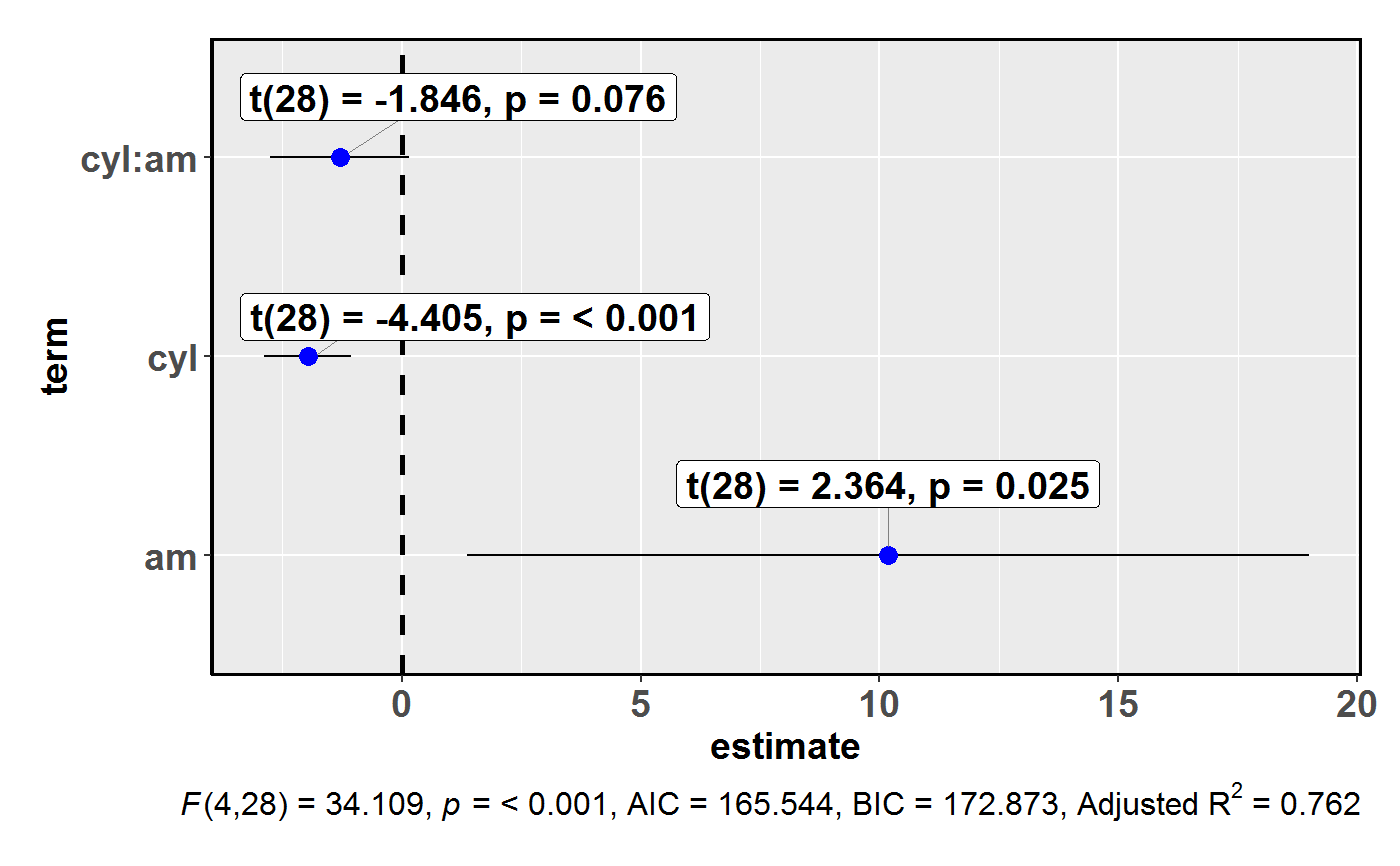 t(28) = -1.846, p = 0.076
cyl:am
t(28) = -4.405, p = < 0.001
cyl
term
t(28) = 2.364, p = 0.025
am
0 5 10 15 20
estimate
F(4,28) = 34.109, p = < 0.001, AIC = 165.544, BIC = 172.873, Adjusted R² = 0.762